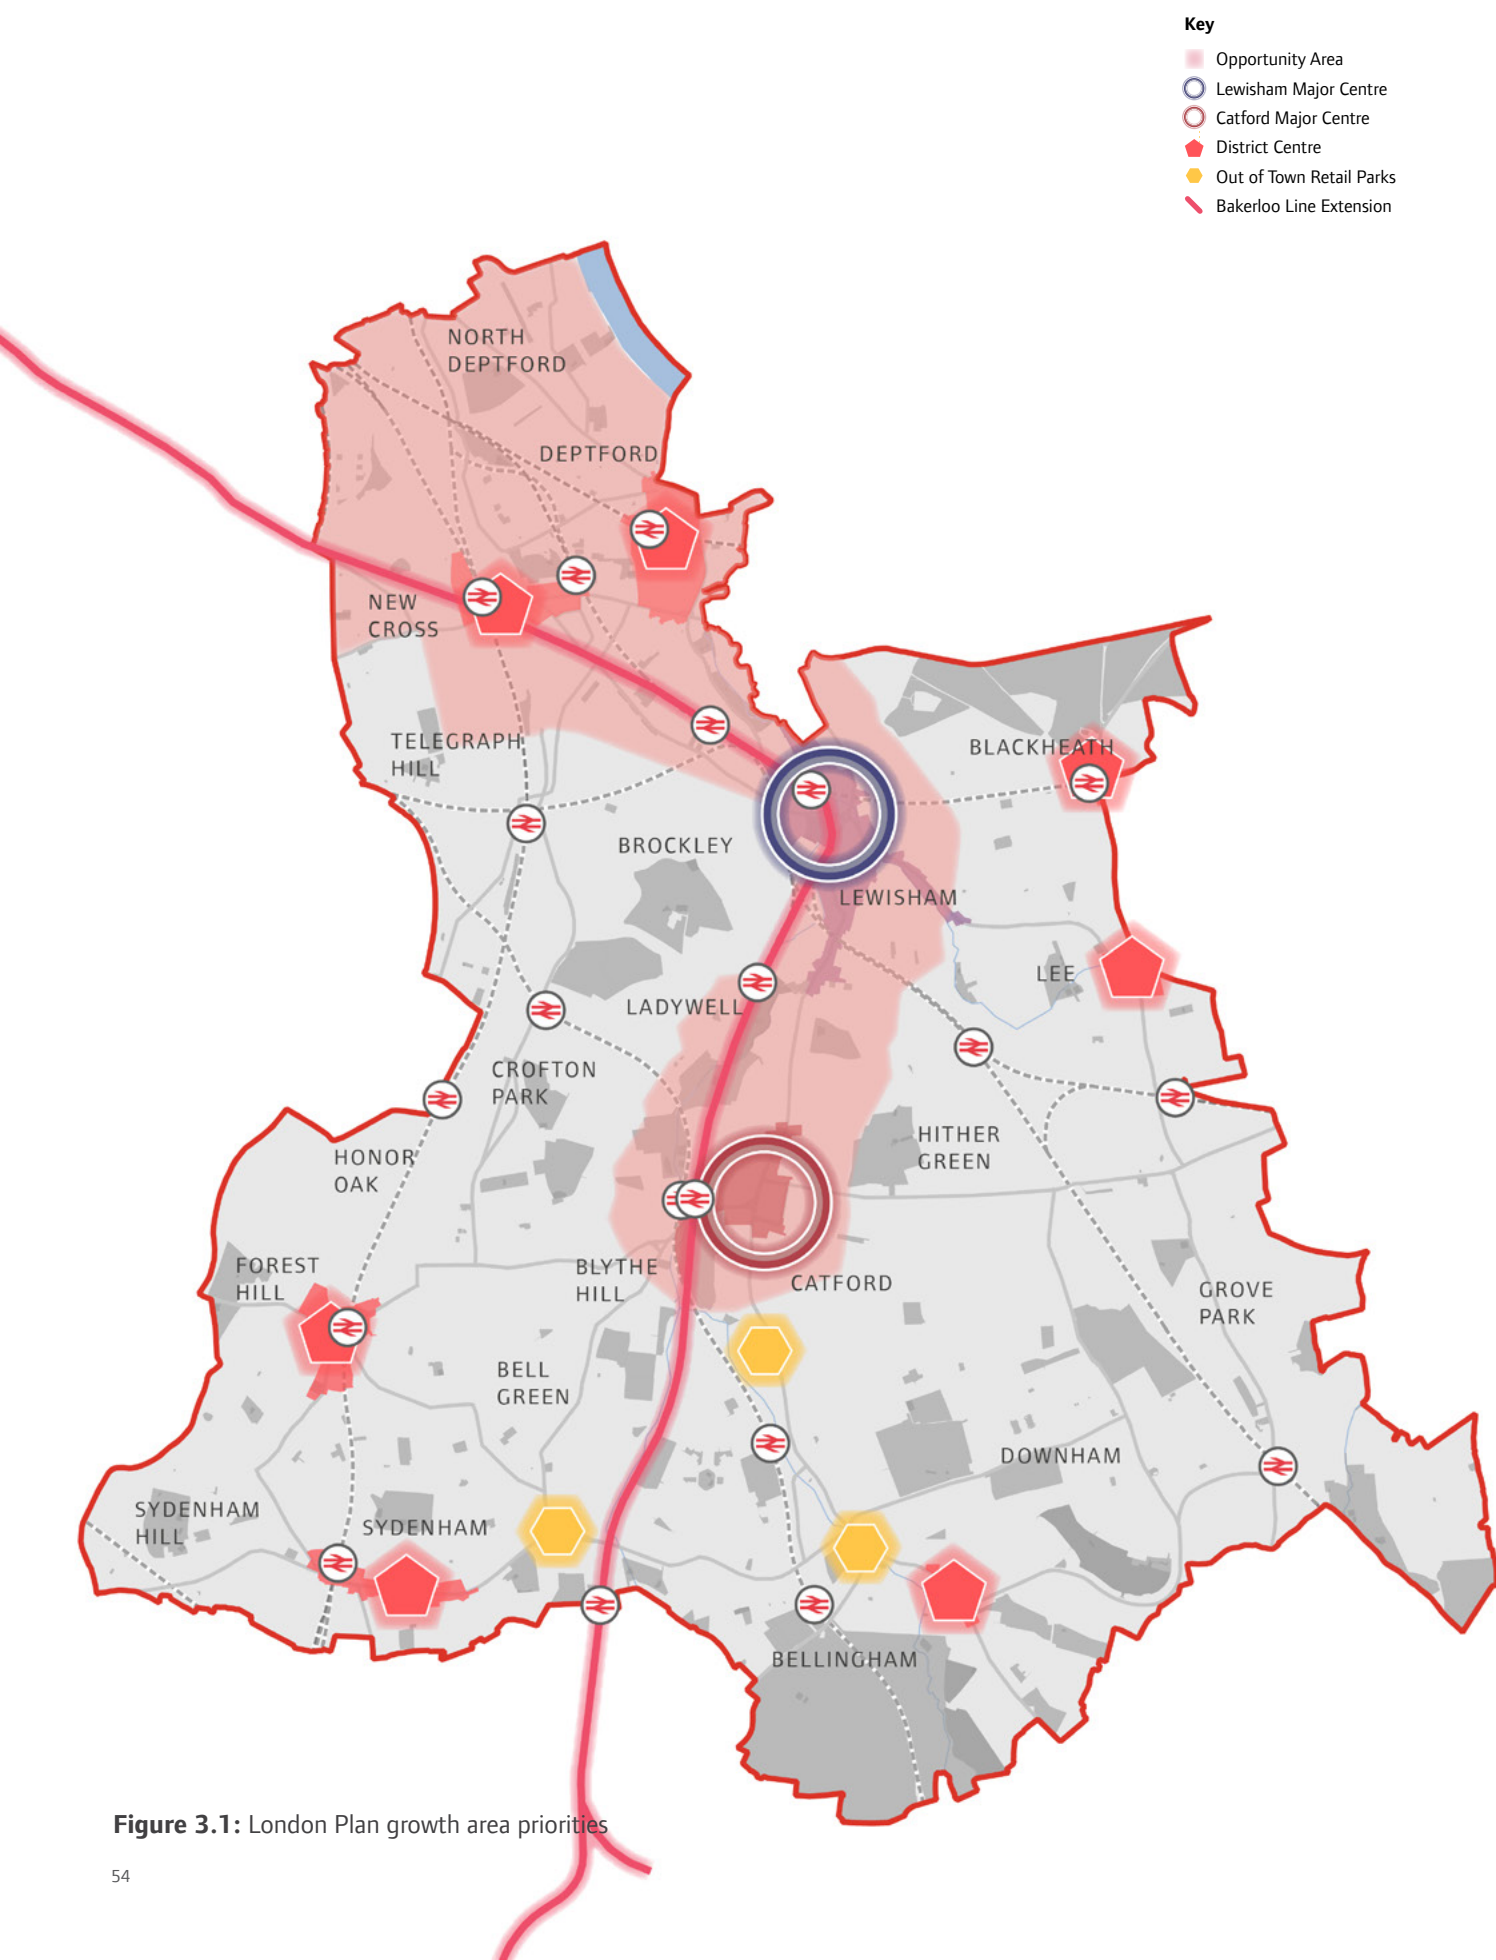 Key
Opportunity Area
Lewisham Major Centre
Catford Major Centre
District Centre
Out of Town Retail Parks
Bakerloo Line Extension
NORTH
DEPTFORD
DEPTFORD
NEW
CROSS
TELEGRAPH
HILL
BLACKHEATH
BROCKLEY
LEWISHAM
LEE
LADYWELL
CROFTON
PARK
HITHER
GREEN
HONOR
OAK
FOREST
HILL
BLYTHE
HILL
CATFORD
GROVE
PARK
BELL
GREEN
DOWNHAM
SYDENHAM
HILL
SYDENHAM
BELLINGHAM
Figure 3.1: London Plan growth area priorities
54